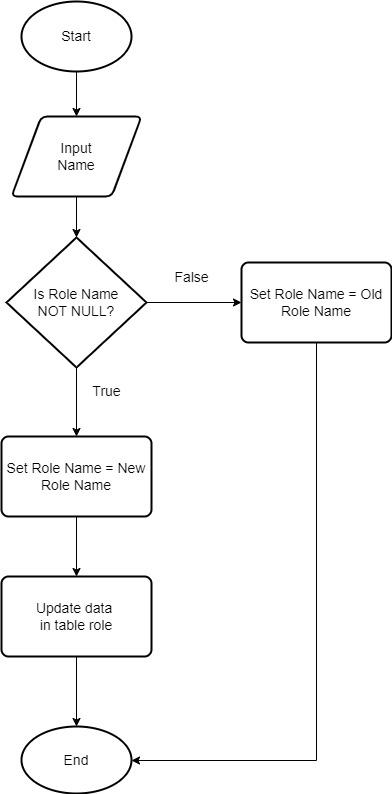 Start
Input
Name
Is Role Name
NOT NULL?
False
Set Role Name = Old
Role Name
True
Set Role Name = New
Role Name
Update data
in table role
End